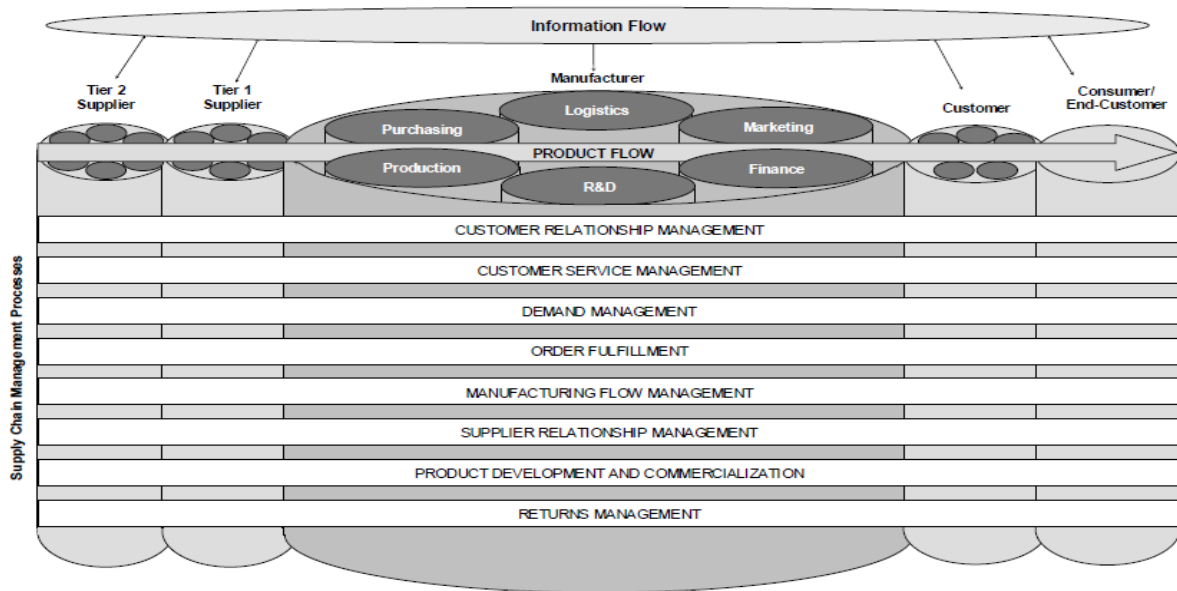 Information Flow
Manufacturer
Tier 2
Supplier
Tier 1
Supplier
Logistics
Purchasing
Marketing
Customer
Consumer/
End-Customer
PRODUCT FLOW
Production
Finance
R&D
Supply Chain Management Processes
CUSTOMER RELATIONSHIP MANAGEMENT
CUSTOMER SERVICE MANAGEMENT
DEMAND MANAGEMENT
ORDER FULFILLMENT
MANUFACTURING FLOW MANAGEMENT
SUPPLIER RELATIONSHIP MANAGEMENT
PRODUCT DEVELOPMENT AND COMMERCIALIZATION
RETURNS MANAGEMENT